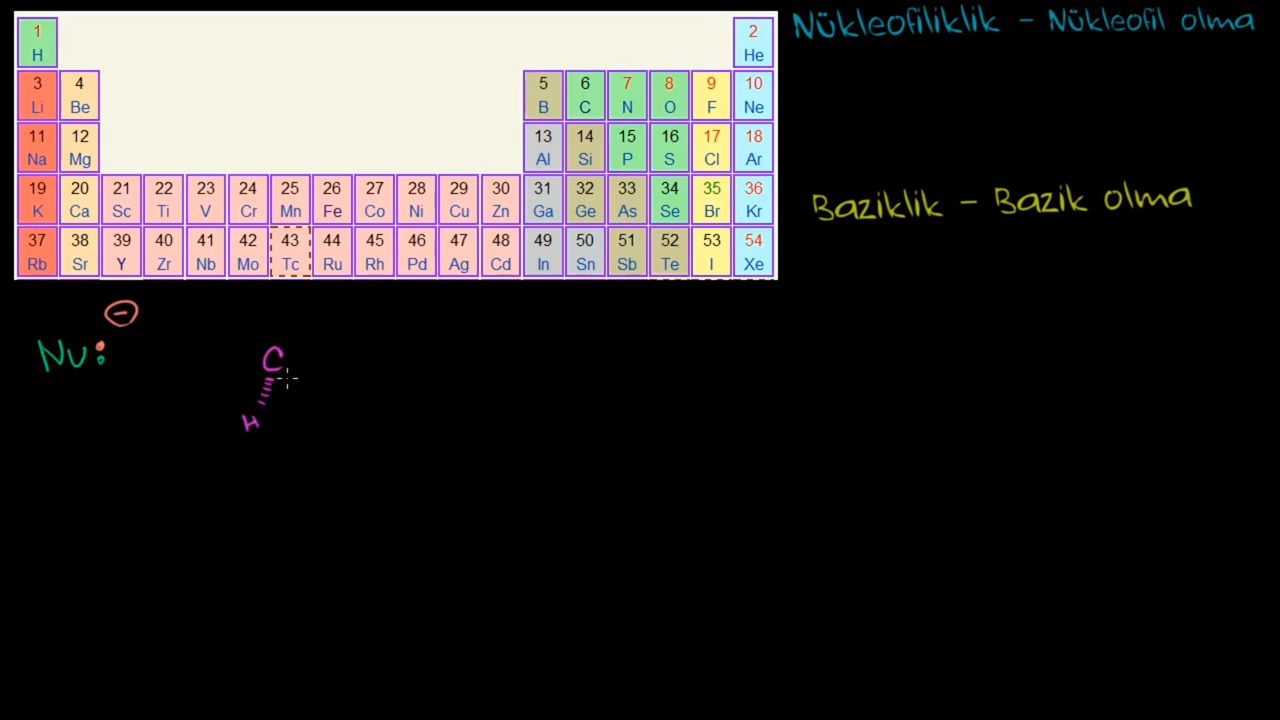 Nükleofiliklik - Nükleofil olma
1 2
H He
3 4 5 6 7 8 9 10
Li Be B C N O F Ne
11 12 13 14 15 16 17 18
Na Mg Al Si P S Cl Ar
19 20 21 22 23 24 25 26 27 28 29 30 31 32 33 34 35 36
K Ca Sc Ti V Cr Mn Fe Co Ni Cu Zn Ga Ge As Se Br Kr
Baziklik - Bazik olma
37 38 39 40 41 42 43 44 45 46 47 48 49 50 51 52 53 54
Rb Sr Y Zr Nb Mo Tc Ru Rh Pd Ag Cd In Sn Sb Te I Xe
Nu: -
C
H